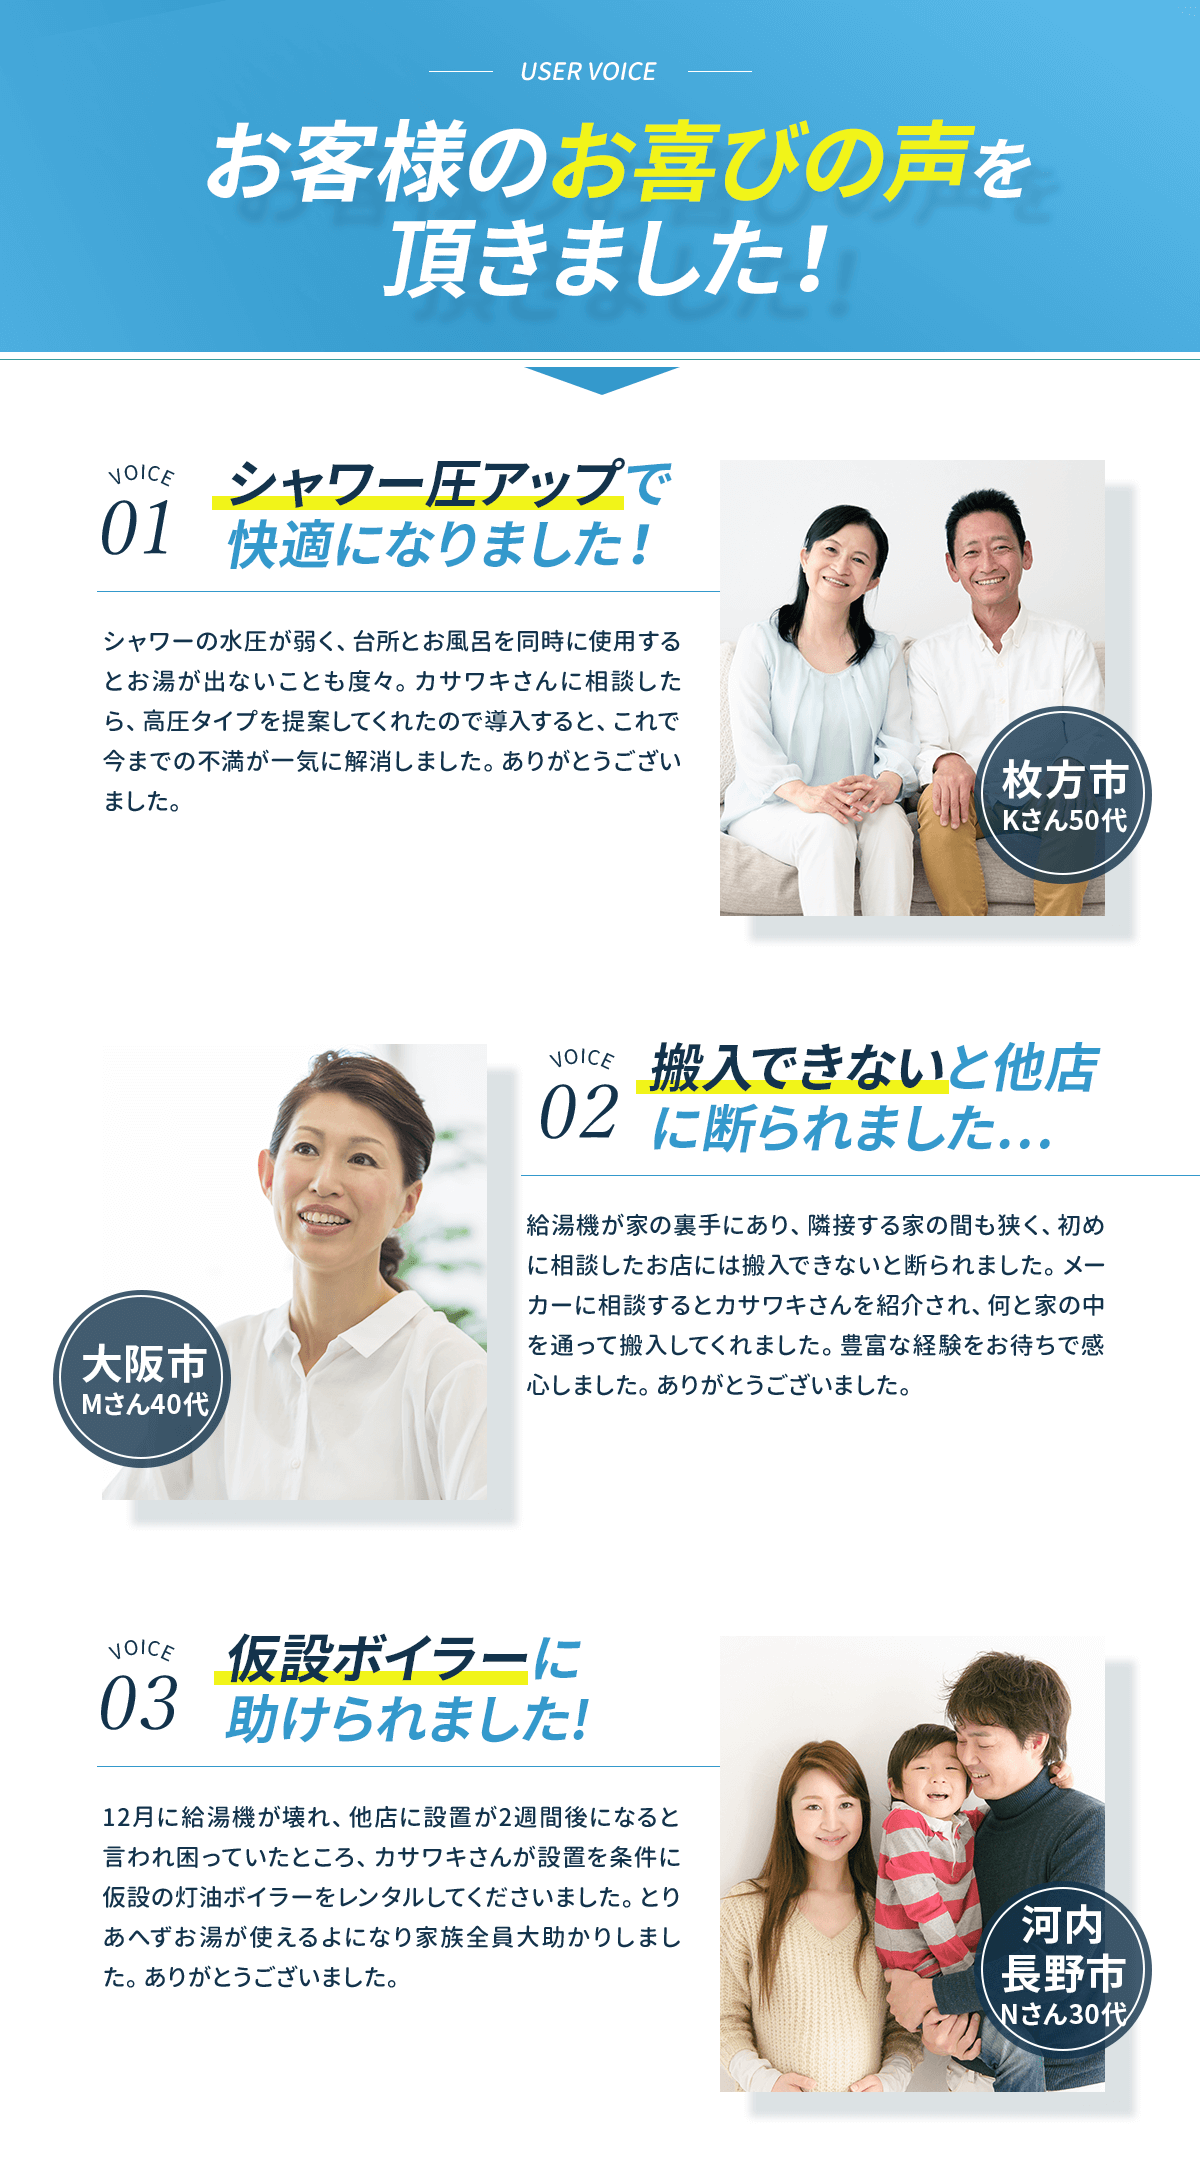 USER VOICE
お客様のお喜びの声を
頂きました！
VOICE
01
シャワー圧アップで
快適になりました！
シャワーの水圧が弱く、台所とお風呂を同時に使用する
とお湯が出ないことも度々。カサワキさんに相談した
ら、高圧タイプを提案してくれたので導入すると、これで
今までの不満が一気に解消しました。ありがとうござい
ました。
枚方市
Kさん50代
VOICE
02
搬入できないと他店
に断られました…
給湯機が家の裏手にあり、隣接する家の間も狭く、初め
に相談したお店には搬入できないと断られました。メー
カーに相談するとカサワキさんを紹介され、何と家の中
を通って搬入してくれました。豊富な経験をお待ちで感
心しました。ありがとうございました。
大阪市
Mさん40代
VOICE
03
仮設ボイラーに
助けられました!
12月に給湯機が壊れ、他店に設置が2週間後になると
言われ困っていたところ、カサワキさんが設置を条件に
仮設の灯油ボイラーをレンタルしてくださいました。とり
あへずお湯が使えるよになり家族全員大助かりしまし
た。ありがとうございました。
河内
長野市
Nさん30代